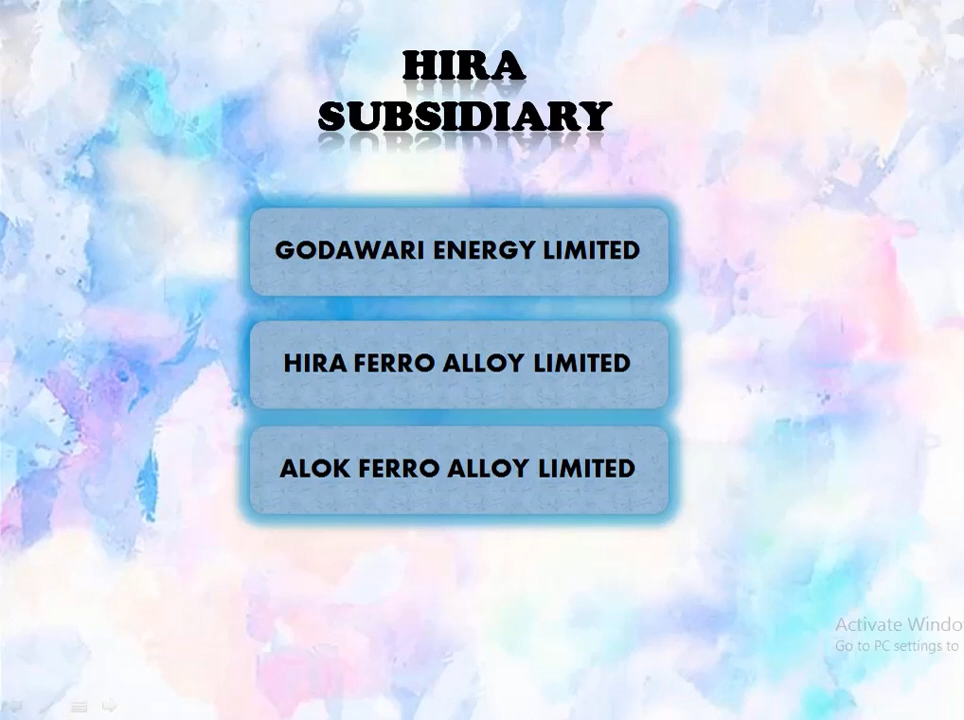 HIRA
SUBSIDIARY
GODAWARI ENERGY LIMITED
HIRA FERRO ALLOY LIMITED
ALOK FERRO ALLOY LIMITED
Activate Windo
Go to PC settings to